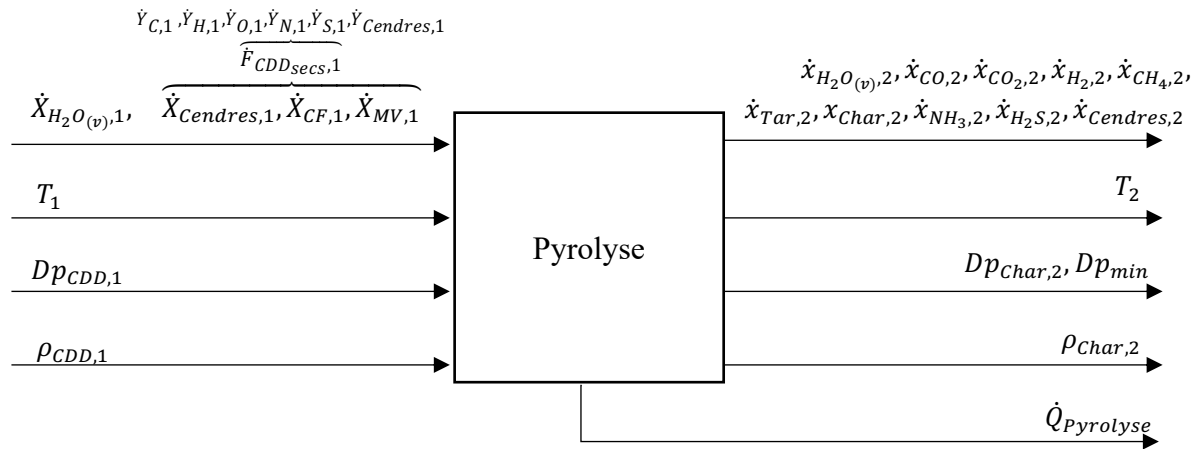 Ẏ_{C,1} ,Ẏ_{H,1},Ẏ_{O,1},Ẏ_{N,1},Ẏ_{S,1},Ẏ_{Cendres,1}
Ḟ_{CDD_{secs},1}
Ẋ_{H_2O_{(v)},1}, Ẋ_{Cendres,1}, Ẋ_{CF,1}, Ẋ_{MV,1}
T_1
Dp_{CDD,1}
ρ_{CDD,1}
Pyrolyse
ẋ_{H_2O_{(v)},2}, ẋ_{CO,2}, ẋ_{CO_2,2}, ẋ_{H_2,2}, ẋ_{CH_4,2},
ẋ_{Tar,2}, x_{Char,2}, ẋ_{NH_3,2}, ẋ_{H_2S,2}, ẋ_{Cendres,2}
T_2
Dp_{Char,2}, Dp_{min}
ρ_{Char,2}
Q̇_{Pyrolyse}